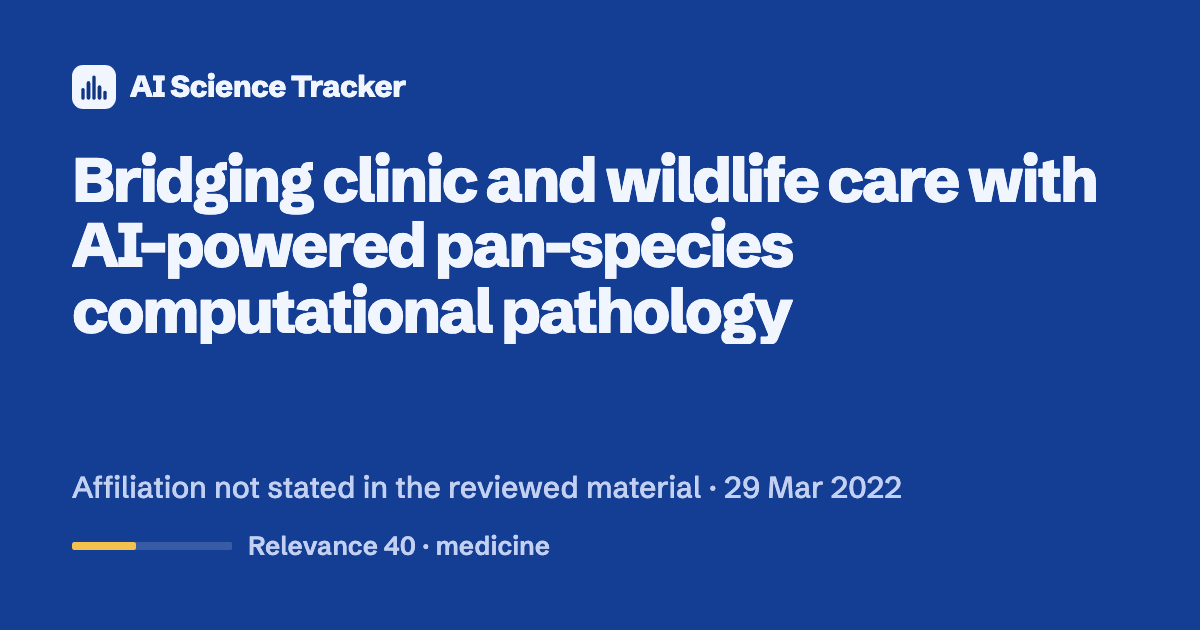 AI Science Tracker
Bridging clinic and wildlife care with
AI-powered pan-species
computational pathology
Affiliation not stated in the reviewed material · 29 Mar 2022
Relevance 40 · medicine